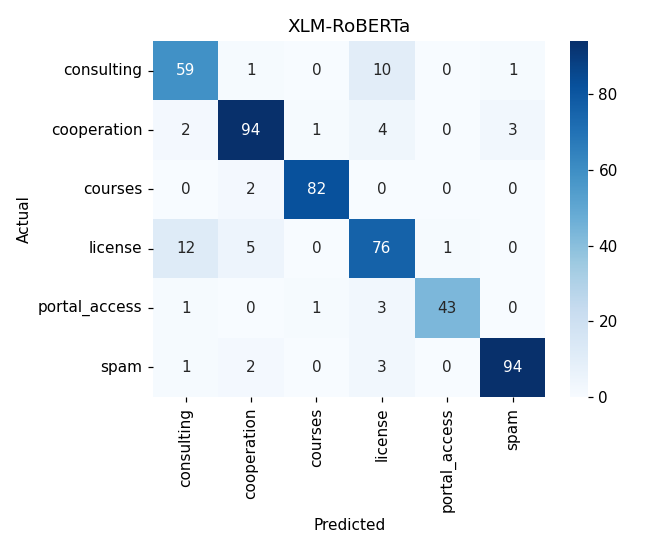 XLM-RoBERTa
consulting 59 1 0 10 0 1
cooperation 2 94 1 4 0 3
courses 0 2 82 0 0 0
license 12 5 0 76 1 0
portal_access 1 0 1 3 43 0
spam 1 2 0 3 0 94
Actual
consulting cooperation courses license portal_access spam
Predicted
80
60
40
20
0